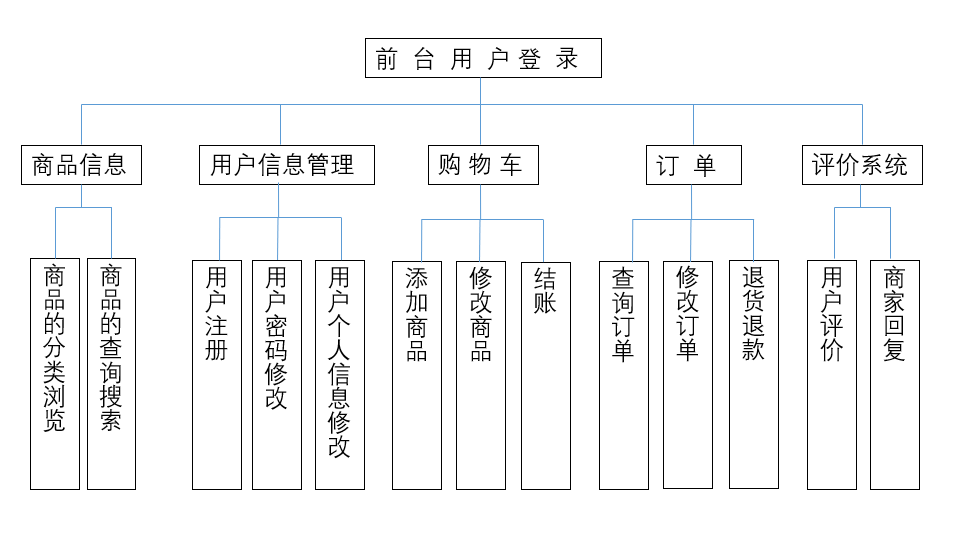 前台用户登录
商品信息
用户信息管理
购物车
订单
评价系统
商品的分类浏览
商品的查询搜索
用户注册
用户密码修改
用户个人信息修改
添加商品
修改商品
结账
查询订单
修改订单
退货退款
用户评价
商家回复